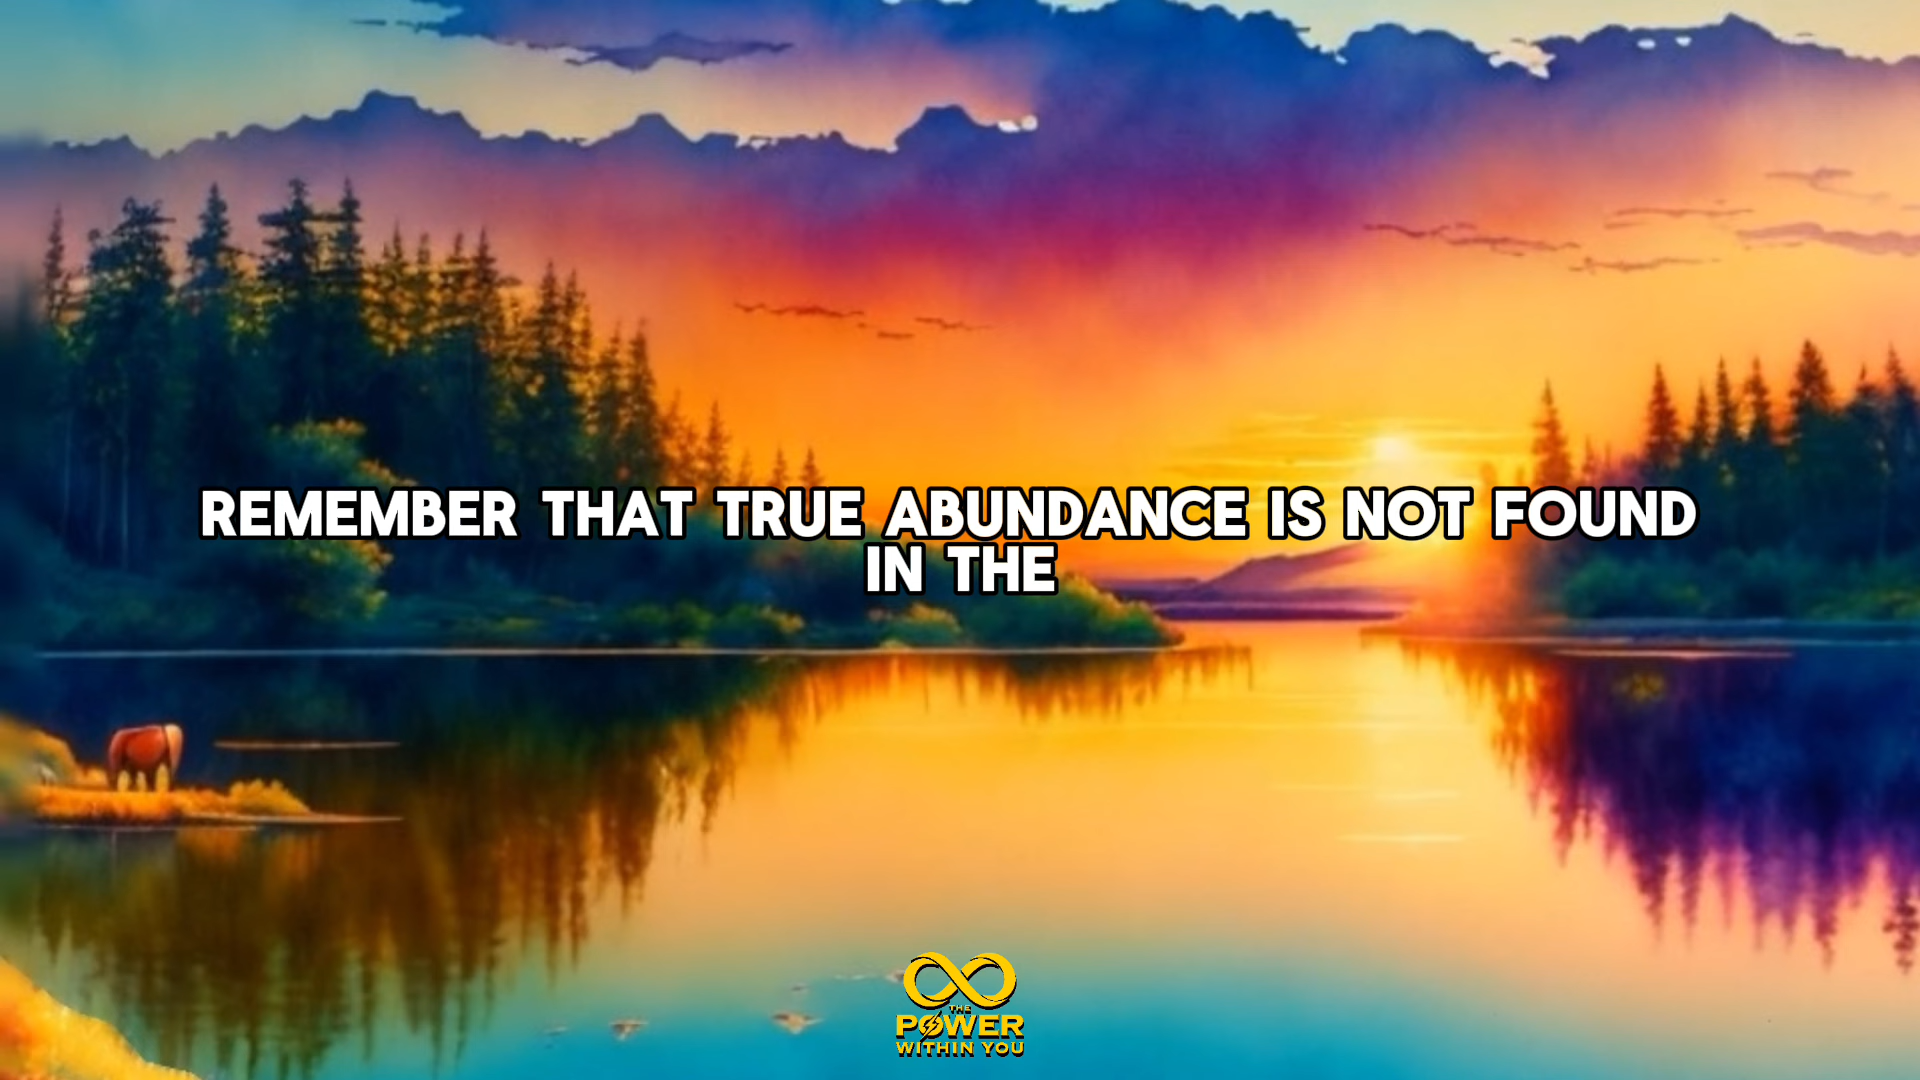 REMEMBER THAT TRUE ABUNDANCE IS NOT FOUND
IN THE
THE
POWER
WITHIN YOU